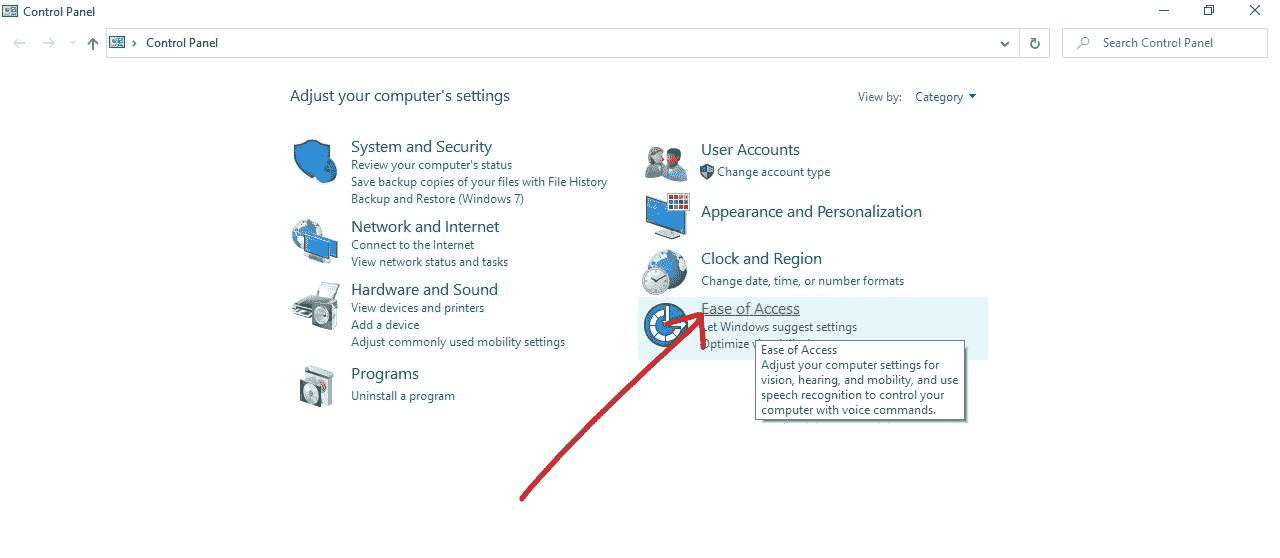 Control Panel
Control Panel
Search Control Panel
Adjust your computer's settings
View by: Category
System and Security
Review your computer's status
Save backup copies of your files with File History
Backup and Restore (Windows 7)
Network and Internet
Connect to the Internet
View network status and tasks
Hardware and Sound
View devices and printers
Add a device
Adjust commonly used mobility settings
Programs
Uninstall a program
User Accounts
Change account type
Appearance and Personalization
Clock and Region
Change date, time, or number formats
Ease of Access
Let Windows suggest settings
Optimize
Ease of Access
Adjust your computer settings for
vision, hearing, and mobility, and use
speech recognition to control your
computer with voice commands.